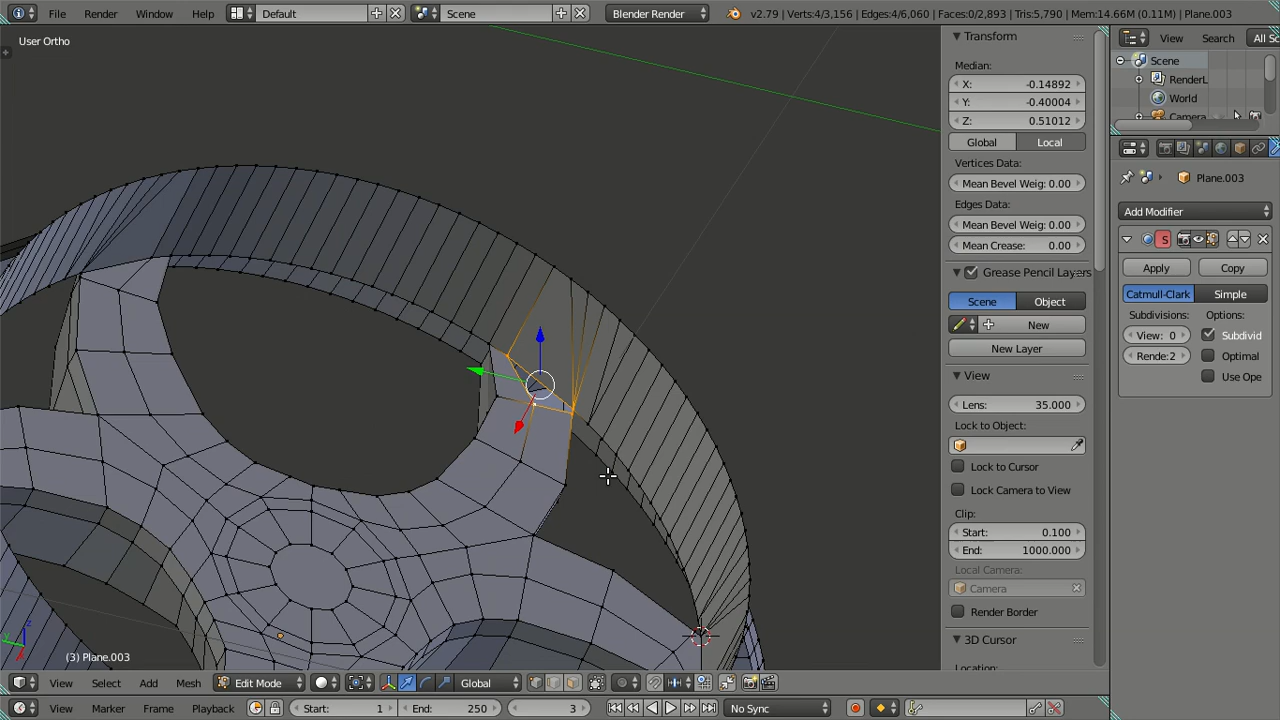 File Render Window Help Default Scene Blender Render v2.79 | Verts:4/3,156 | Edges:4/6,060 | Faces:0/2,893 | Tris:5,790 | Mem:14.66M (0.11M) | Plane.003
User Ortho
Transform
Median:
X: -0.14892
Y: -0.40004
Z: 0.51012
Global Local
Vertices Data:
Mean Bevel Weig: 0.00
Edges Data:
Mean Bevel Weig: 0.00
Mean Crease: 0.00
Grease Pencil Layers
Scene Object
New
New Layer
View
Lens: 35.000
Lock to Object:
Lock to Cursor
Lock Camera to View
Clip:
Start: 0.100
End: 1000.000
Local Camera:
Camera
Render Border
3D Cursor
Location:
View Search All Sc
Scene
RenderL
World
Camera
Plane.003
Add Modifier
S
Apply Copy
Catmull-Clark Simple
Subdivisions: Options:
View: 0 Subdivid
Rende: 2 Optimal
Use Ope
z
y
x
(3) Plane.003
View Select Add Mesh Edit Mode Global
View Marker Frame Playback Start: 1 End: 250 3 No Sync